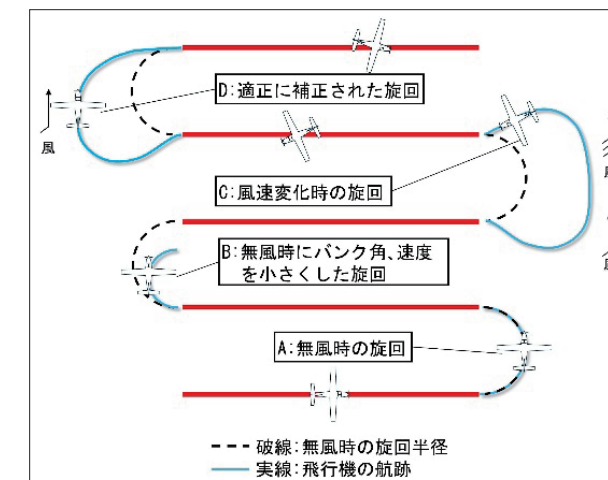 D:適正に補正された旋回
風
C:風速変化時の旋回
B:無風時にバンク角、速度
を小さくした旋回
A:無風時の旋回
破線:無風時の旋回半径
実線:飛行機の航跡